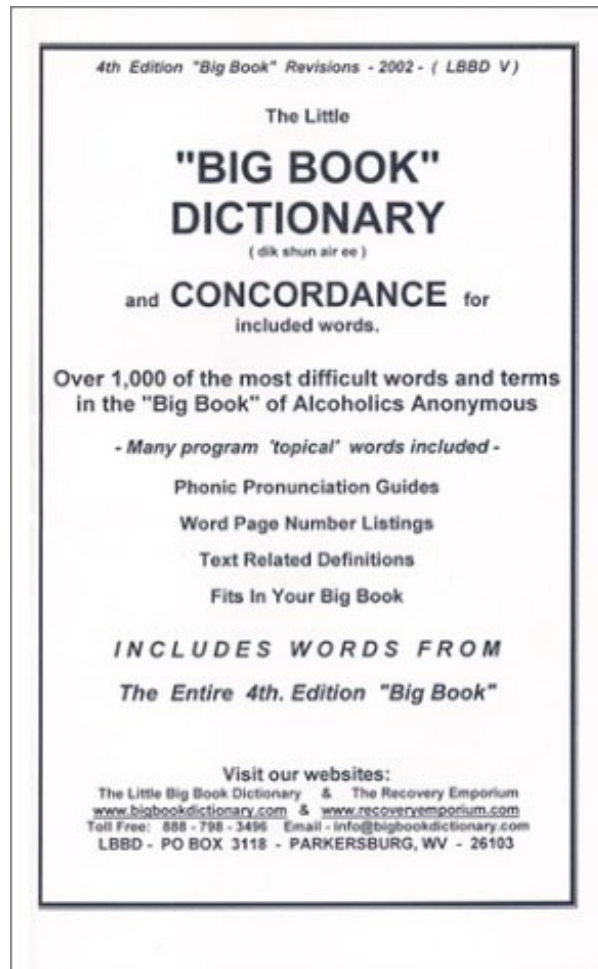 4th Edition "Big Book" Revisions - 2002 - ( LBBD V )
The Little
"BIG BOOK"
DICTIONARY
( dik shun air ee )
and CONCORDANCE for
included words.
Over 1,000 of the most difficult words and terms
in the "Big Book" of Alcoholics Anonymous
- Many program 'topical' words included -
Phonic Pronunciation Guides
Word Page Number Listings
Text Related Definitions
Fits In Your Big Book
INCLUDES WORDS FROM
The Entire 4th. Edition "Big Book"
Visit our websites:
The Little Big Book Dictionary & The Recovery Emporium
www.bigbookdictionary.com & www.recoveryemporium.com
Toll Free: 888 - 798 - 3496 Email - info@bigbookdictionary.com
LBBD - PO BOX 3118 - PARKERSBURG, WV - 26103